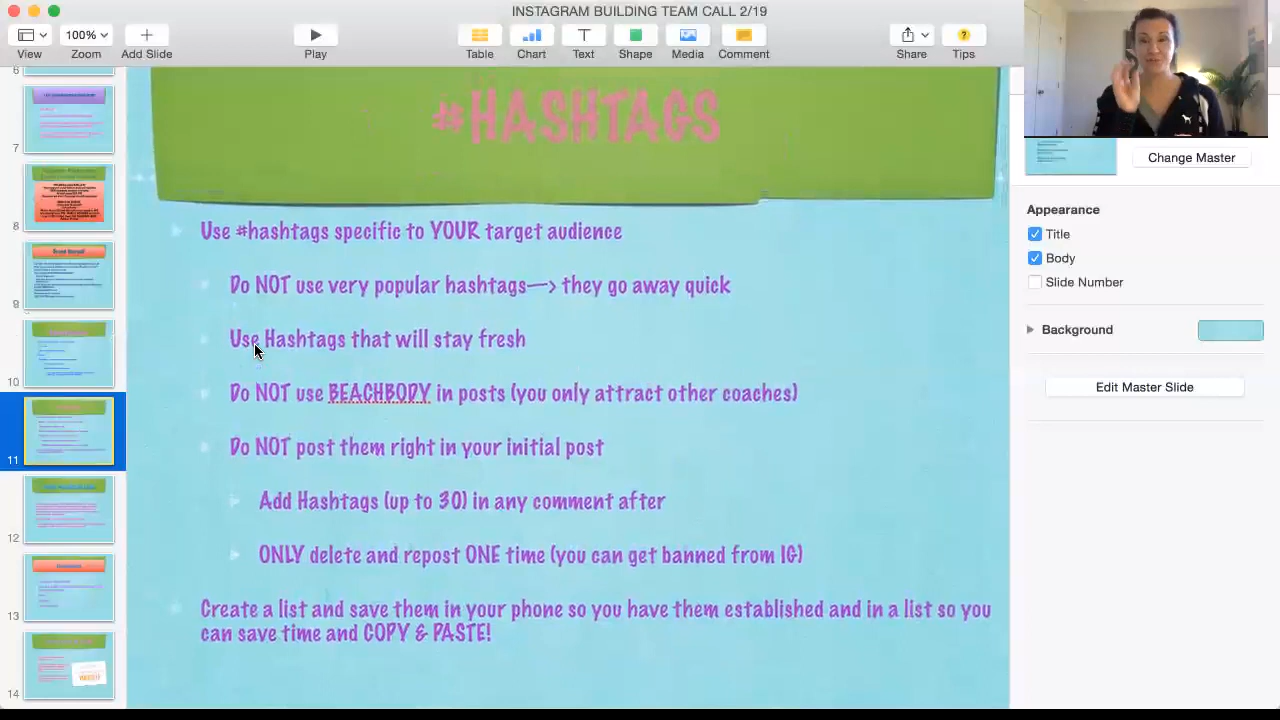 INSTAGRAM BUILDING TEAM CALL 2/19
100%
View
Zoom
Add Slide
Play
Table
Chart
Text
Shape
Media
Comment
Share
Tips
6
7
8
9
10
11
12
13
14
#HASHTAGS
Use #hashtags specific to YOUR target audience
Do NOT use very popular hashtags—> they go away quick
Use Hashtags that will stay fresh
Do NOT use BEACHBODY in posts (you only attract other coaches)
Do NOT post them right in your initial post
Add Hashtags (up to 30) in any comment after
ONLY delete and repost ONE time (you can get banned from IG)
Create a list and save them in your phone so you have them established and in a list so you
can save time and COPY & PASTE!
Change Master
Appearance
Title
Body
Slide Number
Background
Edit Master Slide